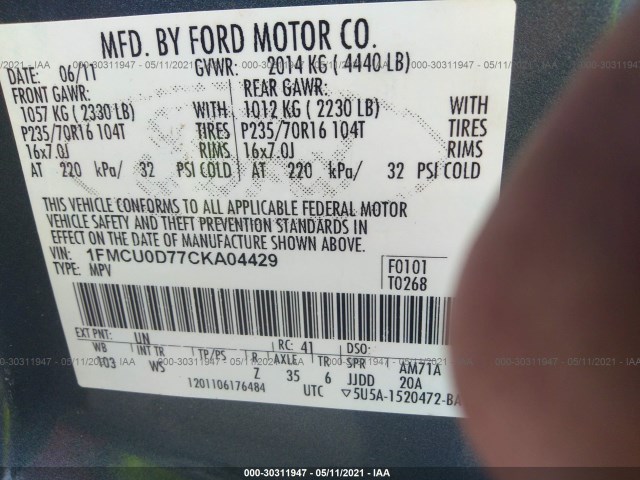 MFD. BY FORD MOTOR CO.
DATE: 06/11 GVWR: 2014 KG ( 4440 LB)
FRONT GAWR: REAR GAWR:
1057 KG ( 2330 LB) WITH 1012 KG ( 2230 LB) WITH
P235/70R16 104T TIRES P235/70R16 104T TIRES
16x7.0J RIMS 16x7.0J RIMS
AT 220 kPa/ 32 PSI COLD AT 220 kPa/ 32 PSI COLD
THIS VEHICLE CONFORMS TO ALL APPLICABLE FEDERAL MOTOR
VEHICLE SAFETY AND THEFT PREVENTION STANDARDS IN
EFFECT ON THE DATE OF MANUFACTURE SHOWN ABOVE.
VIN: 1FMCU0D77CKA04429
TYPE: MPV
F0101
T0268
EXT PNT: UN RC: 41 DSO:
WB INT TR TP/PS R AXLE TR SPR AM71A
103 WS Z 35 6 JJDD 20A
1201106176484 UTC ▽5U5A-1520472-BA
000-30311947 - 05/11/2021 - IAA